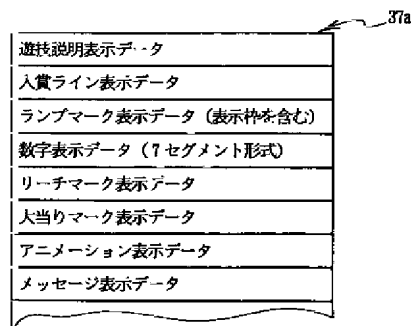 37a
遊技説明表示データ
入賞ライン表示データ
ランプマーク表示データ（表示枠を含む）
数字表示データ（７セグメント形式）
リーチマーク表示データ
大当りマーク表示データ
アニメーション表示データ
メッセージ表示データ